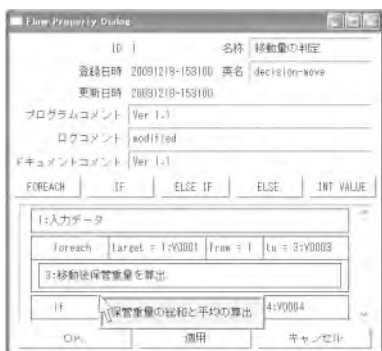 Flow Property Dialog
ID 1 名称 移動量の判定
登録日時 20091218-153100 英名 decision-move
更新日時 20091218-153100
プログラムコメント Ver 1.1
ログコメント modified
ドキュメントコメント Ver 1.1
FOREACH IF ELSE IF ELSE INT VALUE
1:入力データ
foreach target = 1:V0001 from = 1 to = 3:V0003
3:移動後保管重量を算出
if 4:V0004
保管重量の総和と平均の算出
OK 適用 キャンセル